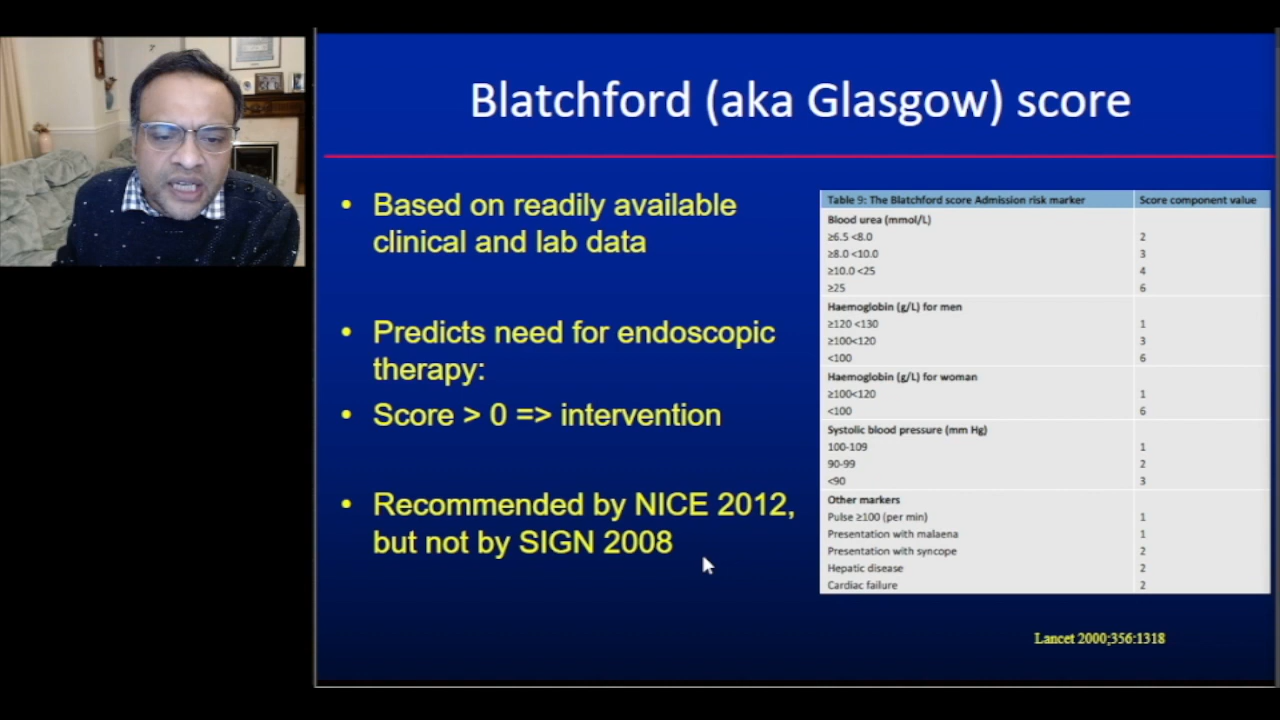 Blatchford (aka Glasgow) score
• Based on readily available
clinical and lab data
• Predicts need for endoscopic
therapy:
• Score > 0 => intervention
• Recommended by NICE 2012,
but not by SIGN 2008
Table 9: The Blatchford score Admission risk marker Score component value
Blood urea (mmol/L)
≥6.5 <8.0 2
≥8.0 <10.0 3
≥10.0 <25 4
≥25 6
Haemoglobin (g/L) for men
≥120 <130 1
≥100<120 3
<100 6
Haemoglobin (g/L) for woman
≥100<120 1
<100 6
Systolic blood pressure (mm Hg)
100-109 1
90-99 2
<90 3
Other markers
Pulse ≥100 (per min) 1
Presentation with malaena 1
Presentation with syncope 2
Hepatic disease 2
Cardiac failure 2
Lancet 2000;356:1318